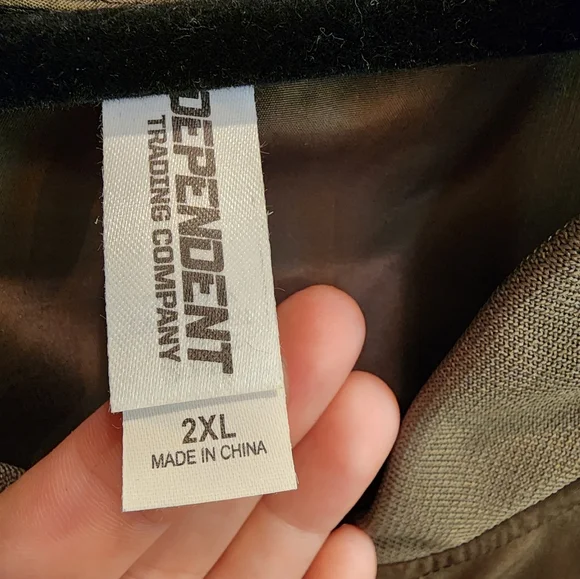 DEPENDENT
TRADING COMPANY
2XL
MADE IN CHINA